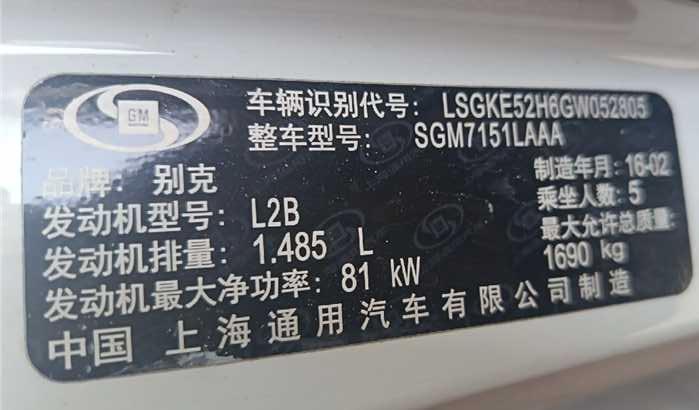 GM
车辆识别代号: LSGKE52H6GW052805
整车型号: SGM7151LAAA
品牌: 别克
制造年月: 16-02
发动机型号: L2B
乘坐人数: 5
发动机排量: 1.485 L
最大允许总质量:
1690 kg
发动机最大净功率: 81 kW
中国 上海通用汽车有限公司制造